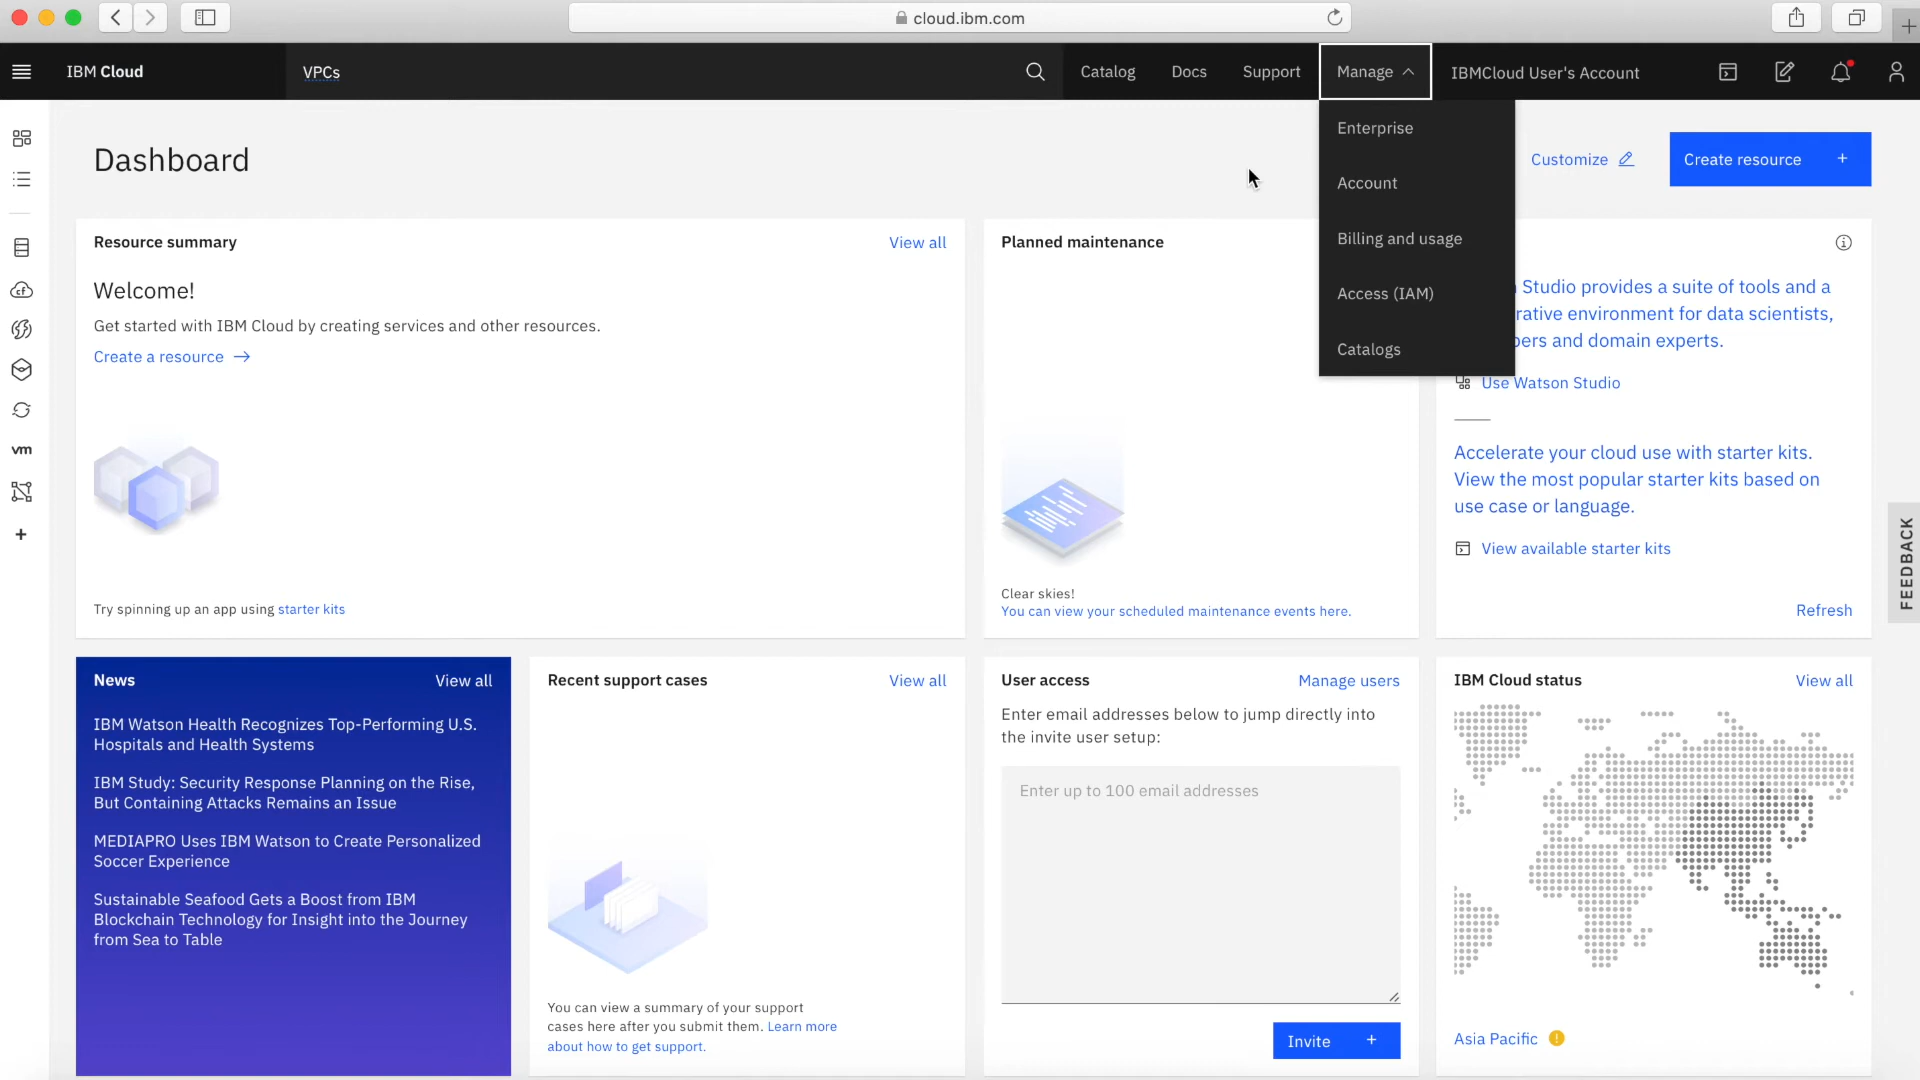 cloud.ibm.com
IBM Cloud
VPCs
Catalog
Docs
Support
Manage
IBMCloud User's Account
Enterprise
Account
Billing and usage
Access (IAM)
Catalogs
Dashboard
Customize
Create resource +
Resource summary
View all
Welcome!
Get started with IBM Cloud by creating services and other resources.
Create a resource →
Try spinning up an app using starter kits
Planned maintenance
Clear skies!
You can view your scheduled maintenance events here.
Studio provides a suite of tools and a
environment for data scientists,
and domain experts.
Use Watson Studio
Accelerate your cloud use with starter kits.
View the most popular starter kits based on
use case or language.
View available starter kits
Refresh
cf
vm
+
FEEDBACK
News
View all
IBM Watson Health Recognizes Top-Performing U.S.
Hospitals and Health Systems
IBM Study: Security Response Planning on the Rise,
But Containing Attacks Remains an Issue
MEDIAPRO Uses IBM Watson to Create Personalized
Soccer Experience
Sustainable Seafood Gets a Boost from IBM
Blockchain Technology for Insight into the Journey
from Sea to Table
Recent support cases
View all
You can view a summary of your support
cases here after you submit them. Learn more
about how to get support.
User access
Manage users
Enter email addresses below to jump directly into
the invite user setup:
Enter up to 100 email addresses
Invite +
IBM Cloud status
View all
Asia Pacific